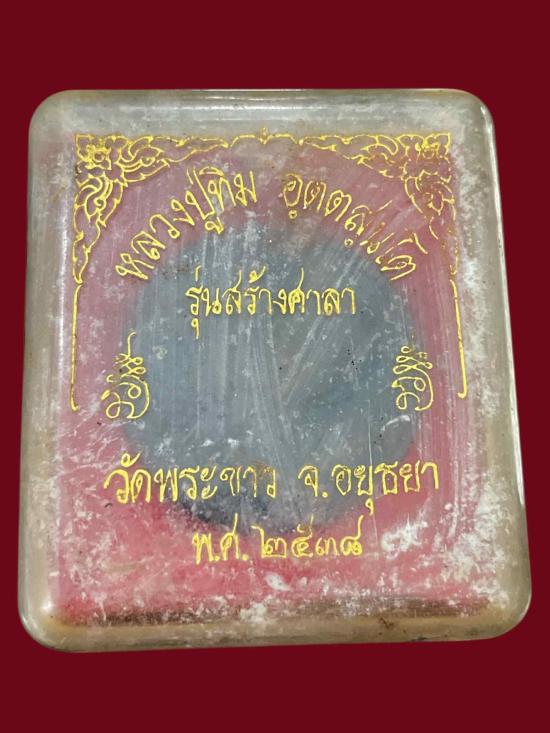 หลวงปู่ทิม อุตตสนฺโต
รุ่นสร้างศาลา
วัดพระขาว จ.อยุธยา
พ.ศ. ๒๕๓๘